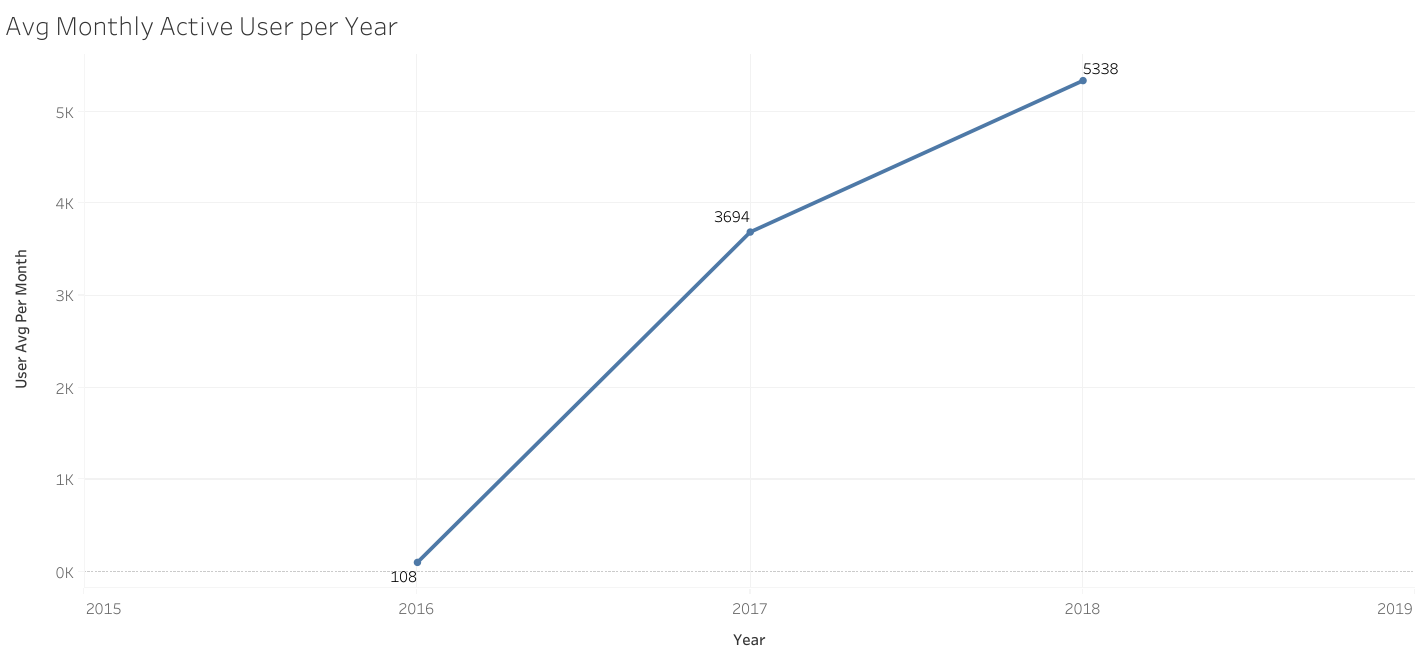 Avg Monthly Active User per Year
5338
5K
4K
3694
3K
User Avg Per Month
2K
1K
0K
108
2015 2016 2017 2018 2019
Year